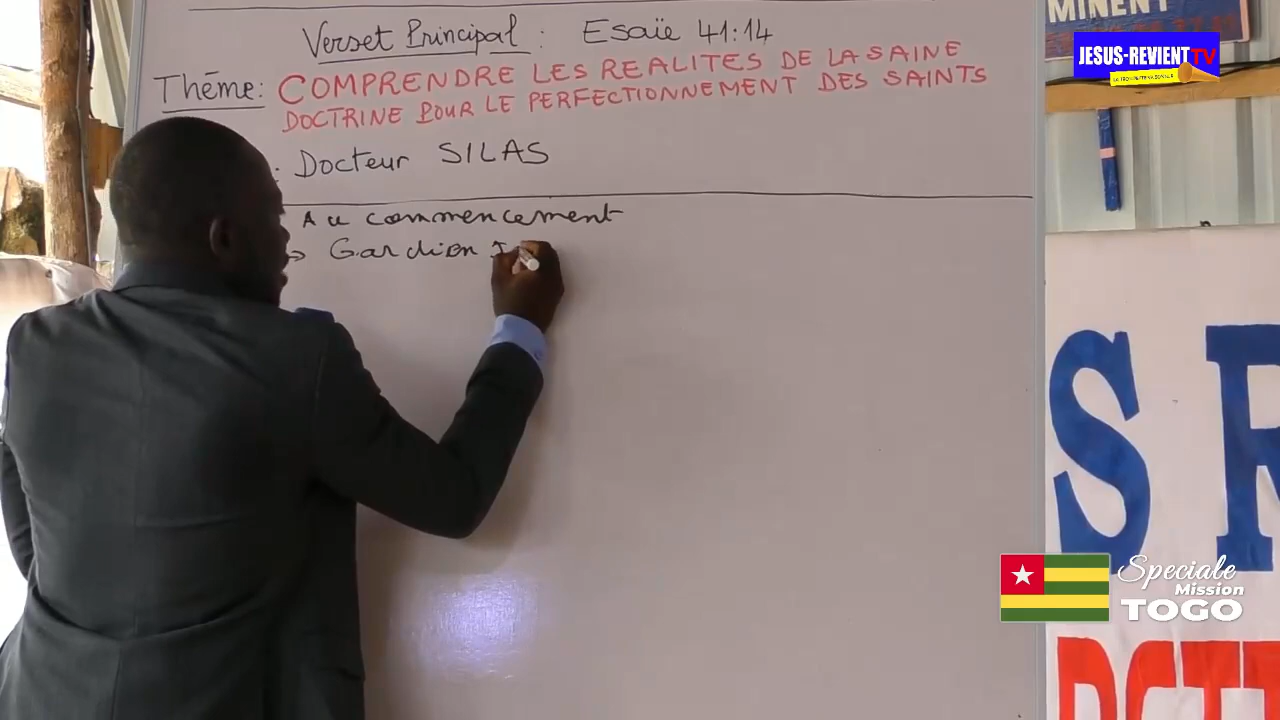 Verset Principal : Esaïe 41:14
Thème: COMPRENDRE LES REALITES DE LA SAINE
DOCTRINE POUR LE PERFECTIONNEMENT DES SAINTS
: Docteur SILAS
Au commencement
→ Gardien
MINENT
JESUS-REVIENT TV
S
Speciale
Mission
TOGO